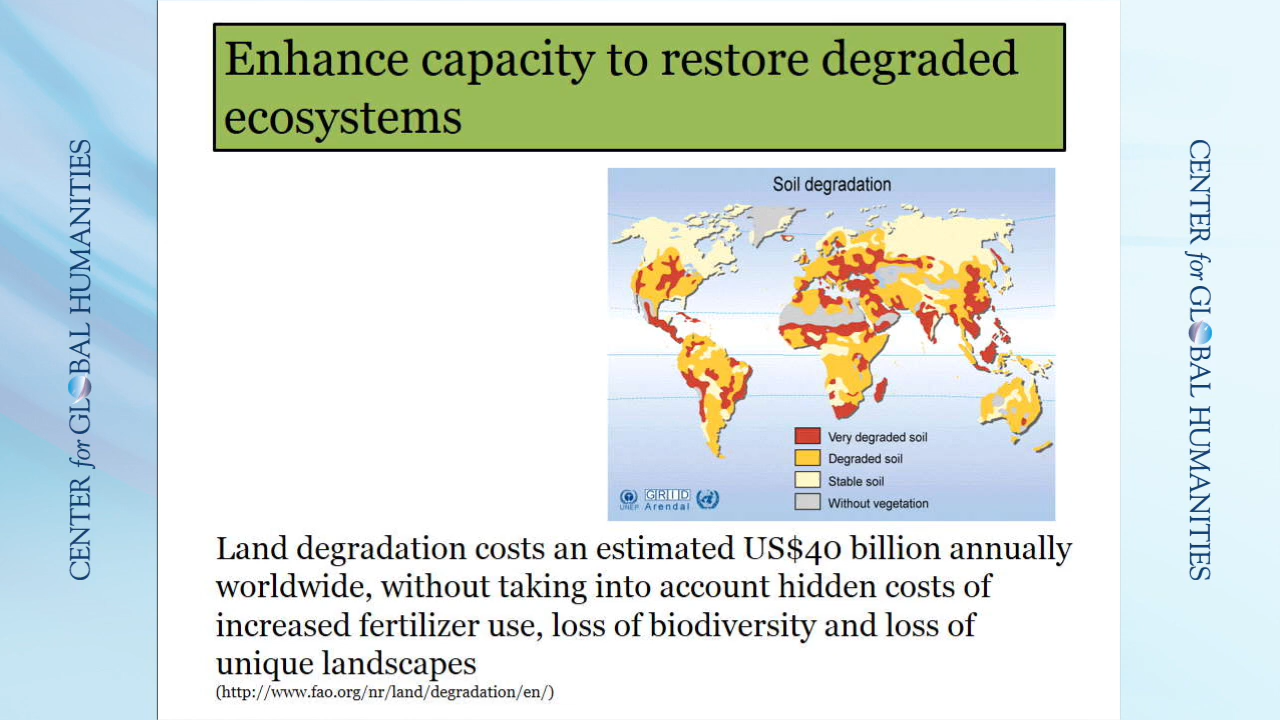 Enhance capacity to restore degraded
ecosystems
CENTER for GLOBAL HUMANITIES
Soil degradation
Very degraded soil
Degraded soil
Stable soil
Without vegetation
UNEP
GRID
Arendal
Land degradation costs an estimated US$40 billion annually
worldwide, without taking into account hidden costs of
increased fertilizer use, loss of biodiversity and loss of
unique landscapes
(http://www.fao.org/nr/land/degradation/en/)
CENTER for GLOBAL HUMANITIES